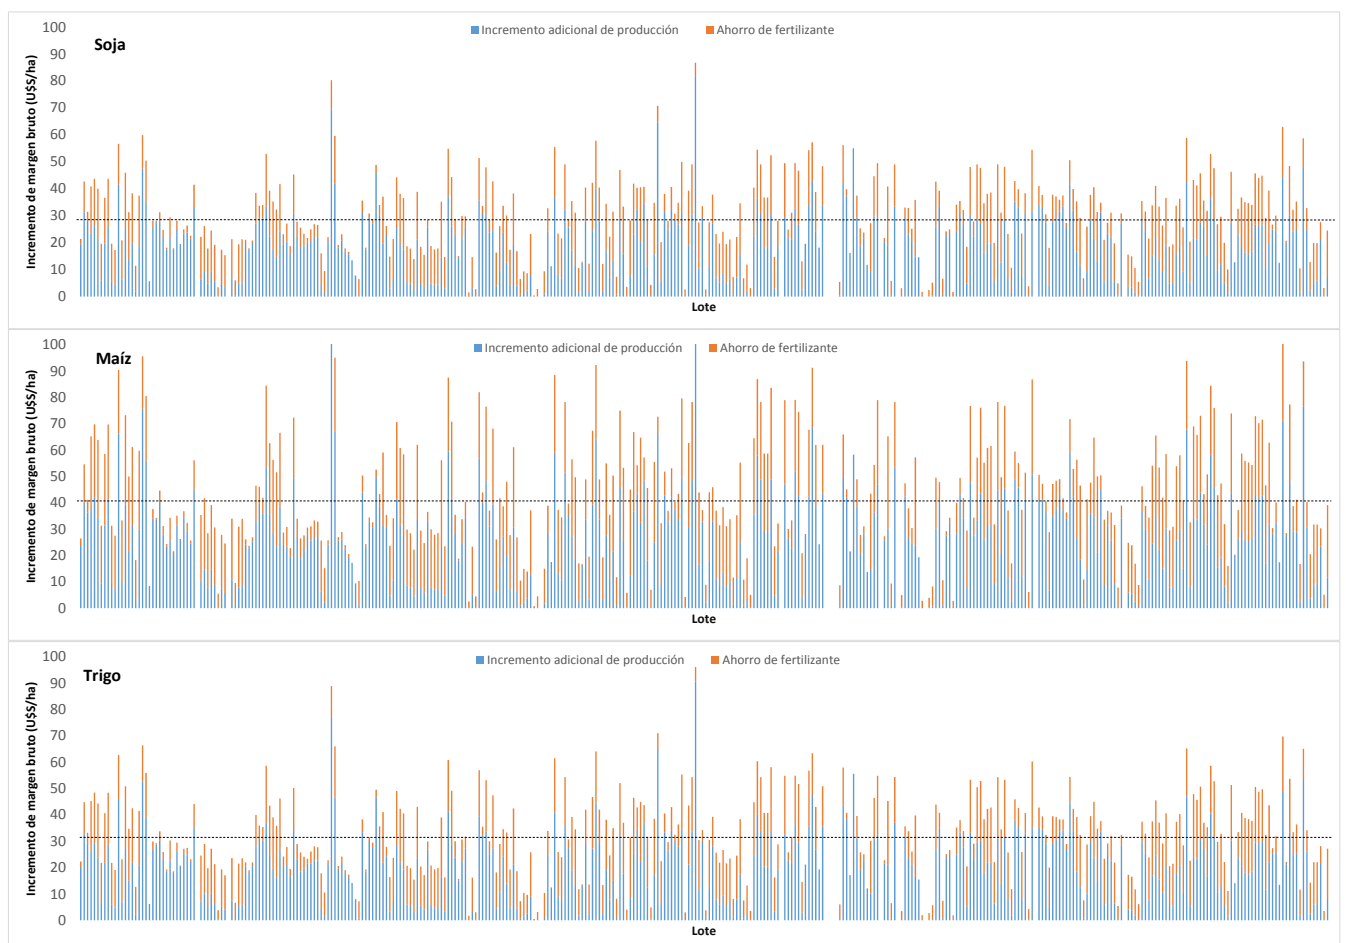 Soja
Incremento adicional de producción
Ahorro de fertilizante
Incremento de margen bruto (U$S/ha)
100
90
80
70
60
50
40
30
20
10
0
Lote
Maíz
Incremento adicional de producción
Ahorro de fertilizante
Incremento de margen bruto (U$S/ha)
100
90
80
70
60
50
40
30
20
10
0
Lote
Trigo
Incremento adicional de producción
Ahorro de fertilizante
Incremento de margen bruto (U$S/ha)
100
90
80
70
60
50
40
30
20
10
0
Lote